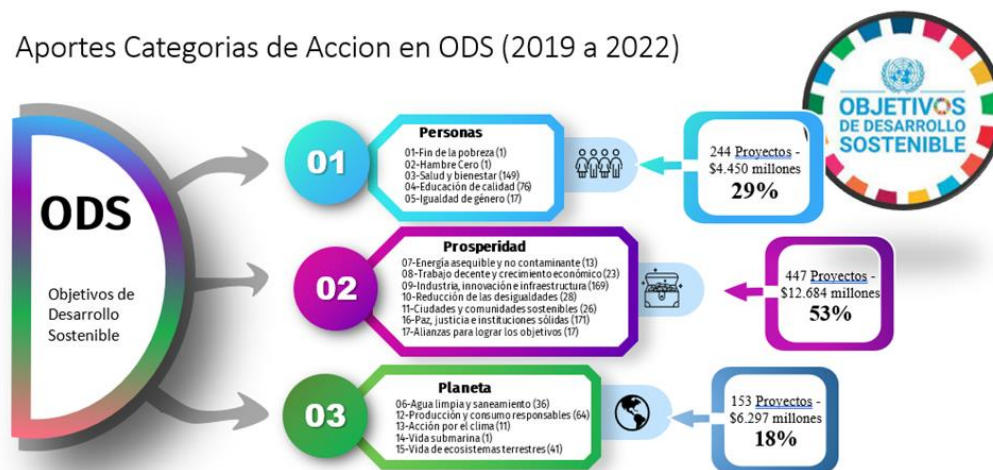 Aportes Categorias de Accion en ODS (2019 a 2022)
OBJETIVOS
DE DESARROLLO
SOSTENIBLE
ODS
Objetivos de
Desarrollo
Sostenible
01
Personas
01-Fin de la pobreza (1)
02-Hambre Cero (1)
03-Salud y bienestar (149)
04-Educación de calidad (76)
05-Igualdad de género (17)
244 Proyectos -
$4.450 millones
29%
02
Prosperidad
07-Energía asequible y no contaminante (13)
08-Trabajo decente y crecimiento económico (23)
09-Industria, innovación e infraestructura (169)
10-Reducción de las desigualdades (28)
11-Ciudades y comunidades sostenibles (26)
16-Paz, justicia e instituciones sólidas (171)
17-Alianzas para lograr los objetivos (17)
447 Proyectos -
$12.684 millones
53%
03
Planeta
06-Agua limpia y saneamiento (36)
12-Producción y consumo responsables (64)
13-Acción por el clima (11)
14-Vida submarina (1)
15-Vida de ecosistemas terrestres (41)
153 Proyectos -
$6.297 millones
18%